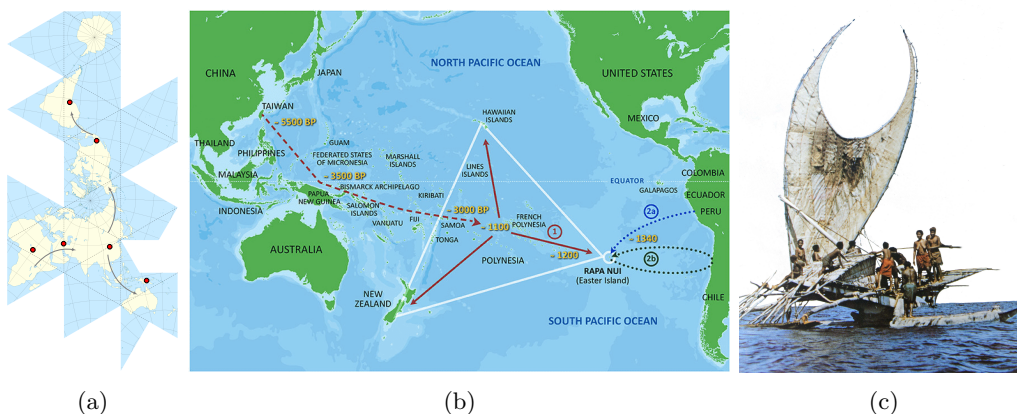 NORTH PACIFIC OCEAN
CHINA
JAPAN
UNITED STATES
TAIWAN
~ 5500 BP
HAWAIIAN
ISLANDS
MEXICO
THAILAND
PHILIPPINES
GUAM
FEDERATED STATES
OF MICRONESIA
MARSHALL
ISLANDS
LINES
ISLANDS
MALAYSIA
~ 3500 BP
EQUATOR
COLOMBIA
GALAPAGOS
ECUADOR
BISMARCK ARCHIPELAGO
KIRIBATI
PAPUA
NEW GUINEA
SOLOMON
ISLANDS
INDONESIA
~ 3000 BP
PERU
2a
VANUATU
FIJI
SAMOA
~ 1100
FRENCH
POLYNESIA
1
TONGA
~ 1340
AUSTRALIA
POLYNESIA
~ 1200
2b
RAPA NUI
(Easter Island)
NEW
ZEALAND
CHILE
SOUTH PACIFIC OCEAN
(a)
(b)
(c)